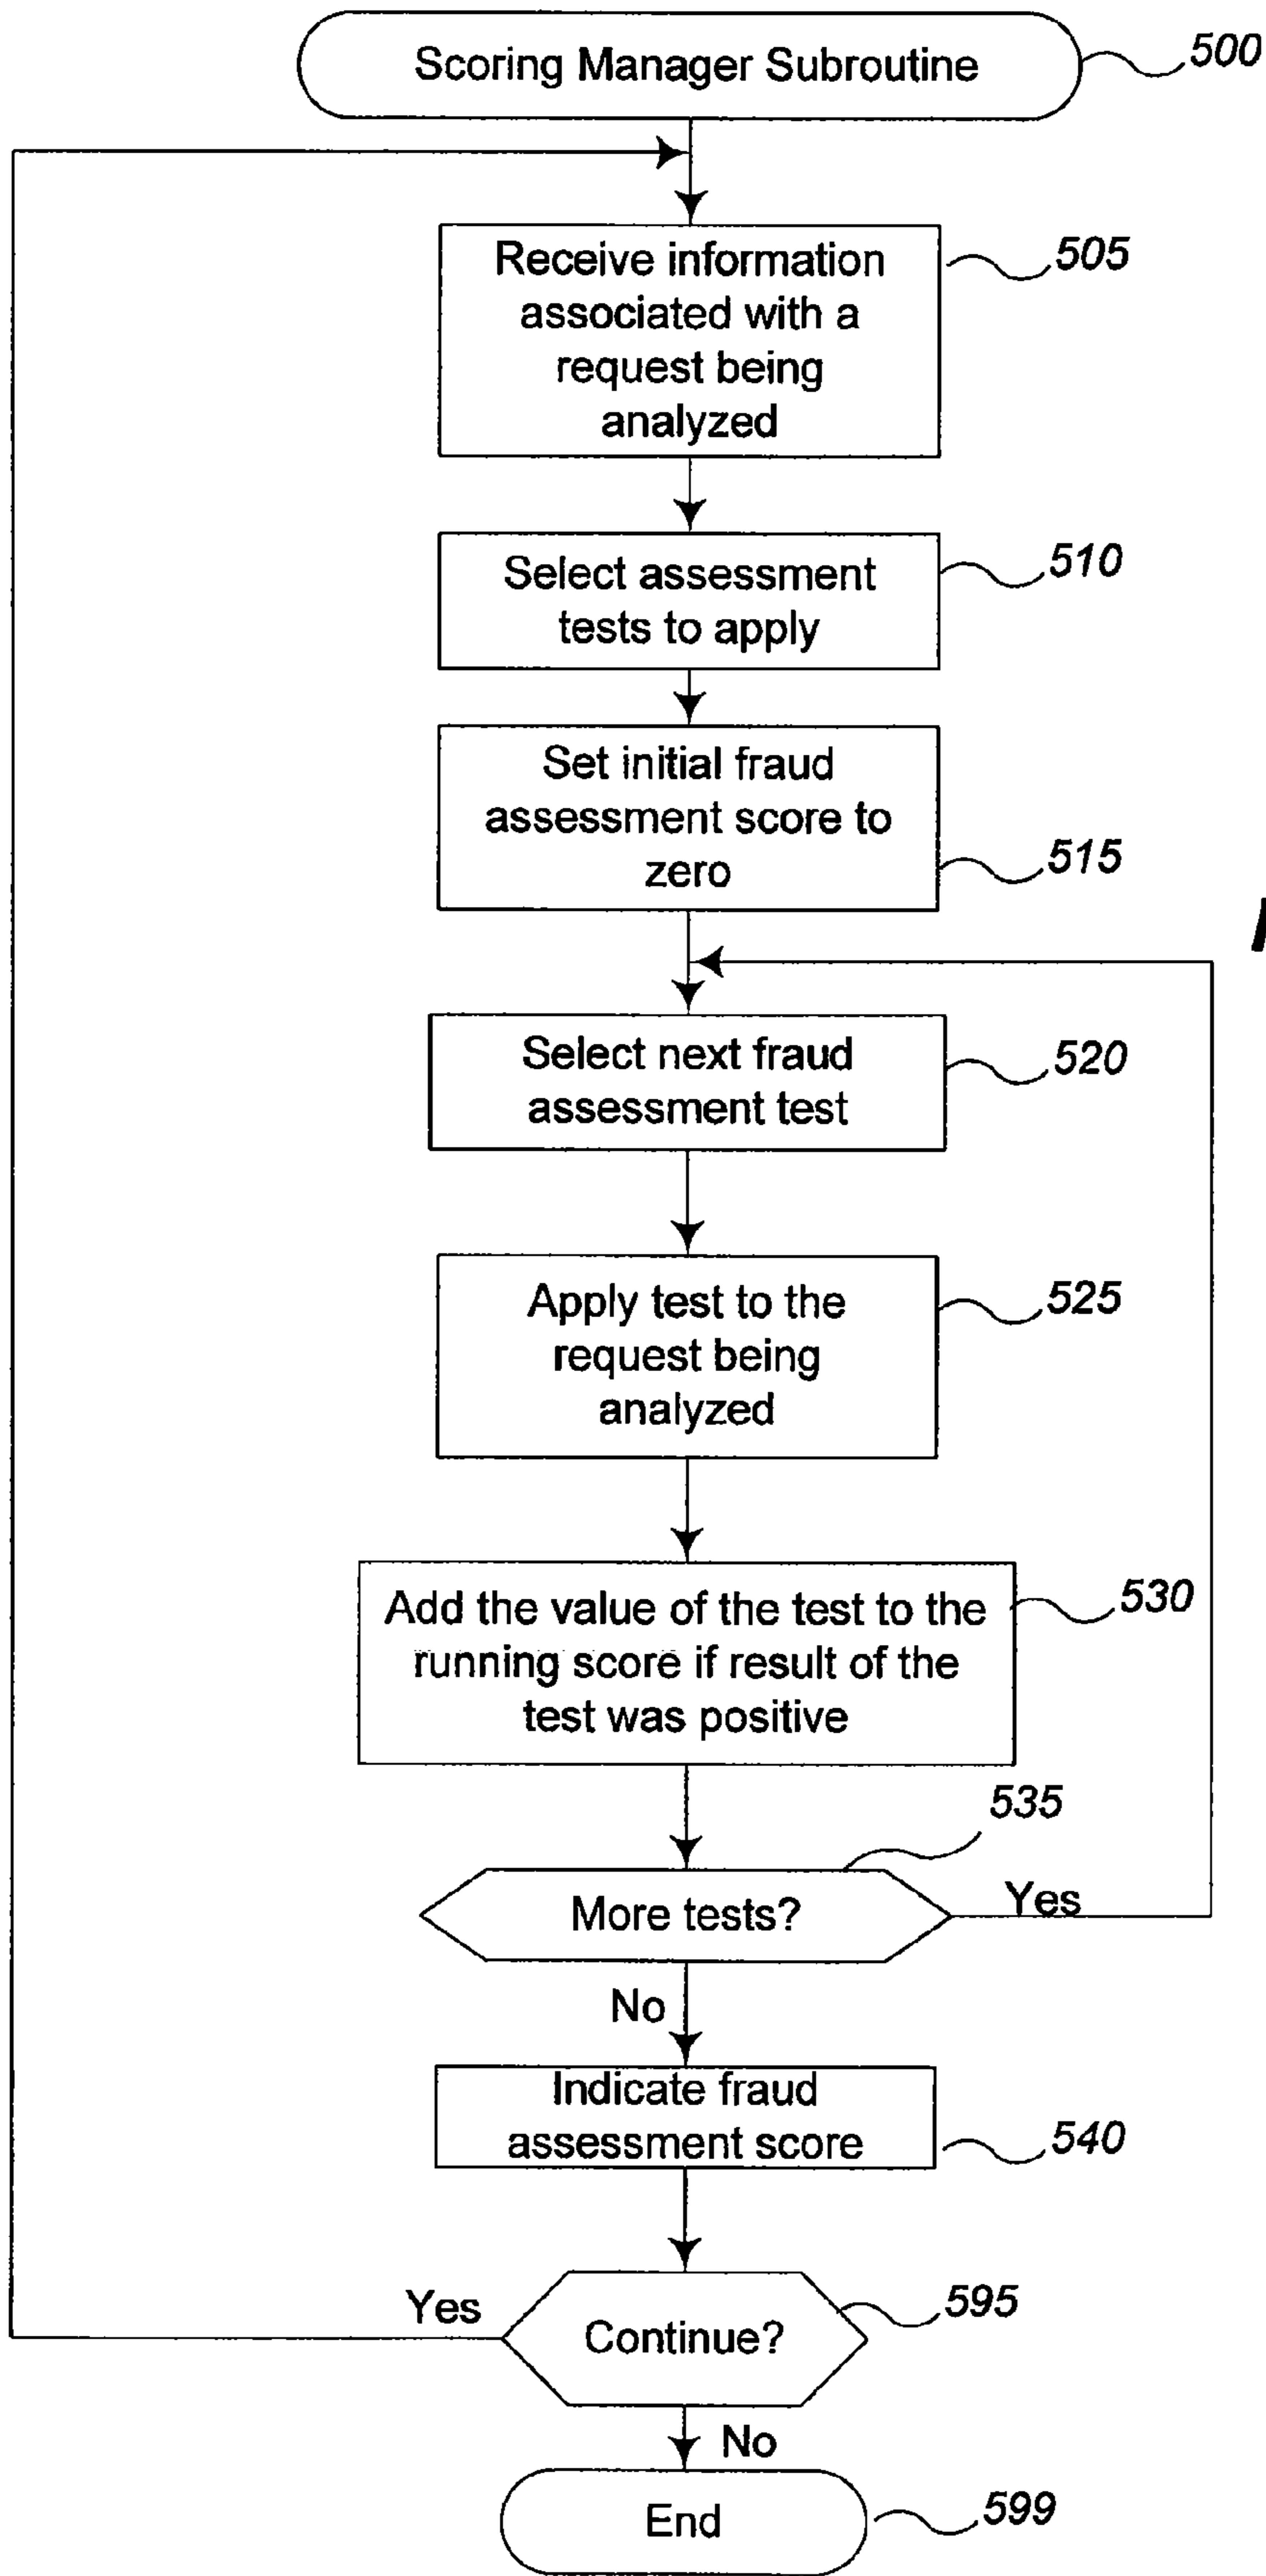 Scoring Manager Subroutine
500
Receive information
associated with a
request being
analyzed
505
Select assessment
tests to apply
510
Set initial fraud
assessment score to
zero
515
Select next fraud
assessment test
520
Apply test to the
request being
analyzed
525
Add the value of the test to the
running score if result of the
test was positive
530
535
More tests?
Yes
No
Indicate fraud
assessment score
540
Yes
Continue?
595
No
End
599